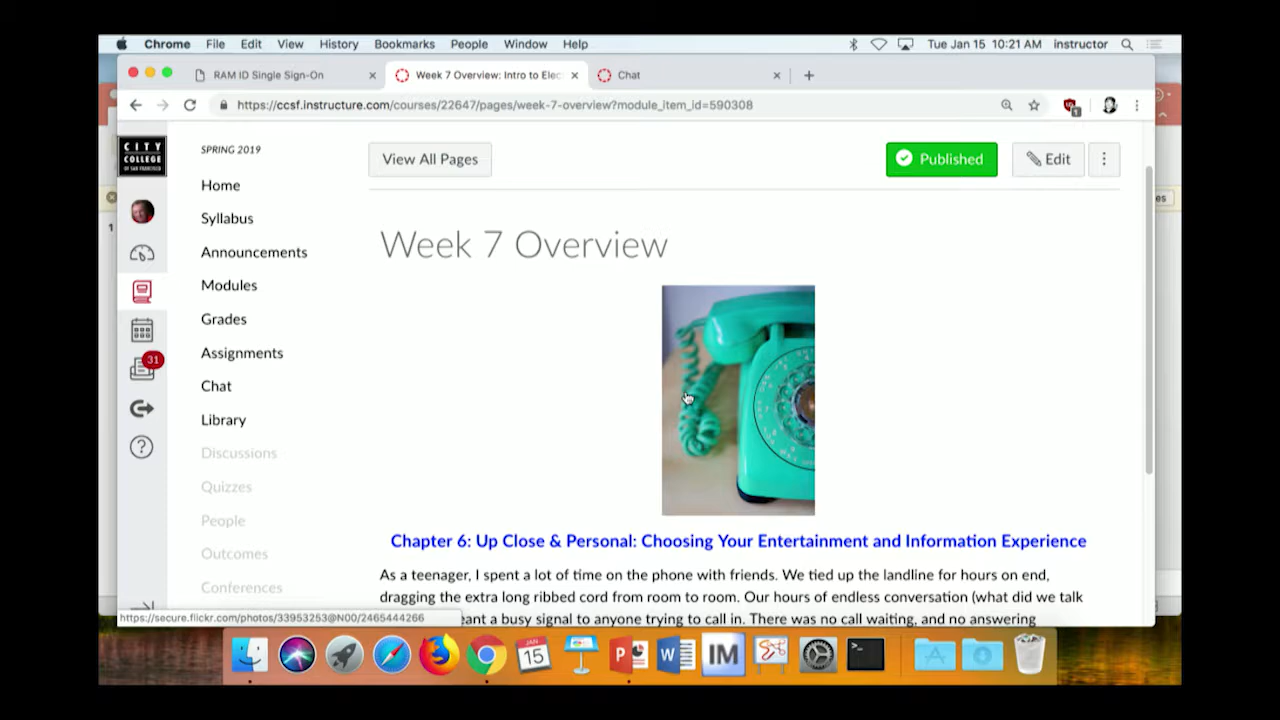 Chrome File Edit View History Bookmarks People Window Help Tue Jan 15 10:21 AM instructor
RAM ID Single Sign-On Week 7 Overview: Intro to Elec Chat
https://ccsf.instructure.com/courses/22647/pages/week-7-overview?module_item_id=590308
CITY
COLLEGE
OF SAN FRANCISCO
SPRING 2019
Home
Syllabus
Announcements
Modules
Grades
Assignments
Chat
Library
Discussions
Quizzes
People
Outcomes
Conferences
31
1
View All Pages Published Edit
Week 7 Overview
Chapter 6: Up Close & Personal: Choosing Your Entertainment and Information Experience
As a teenager, I spent a lot of time on the phone with friends. We tied up the landline for hours on end,
dragging the extra long ribbed cord from room to room. Our hours of endless conversation (what did we talk
eant a busy signal to anyone trying to call in. There was no call waiting, and no answering
https://secure.flickr.com/photos/33953253@N00/2465444266
JAN
15
P W IM